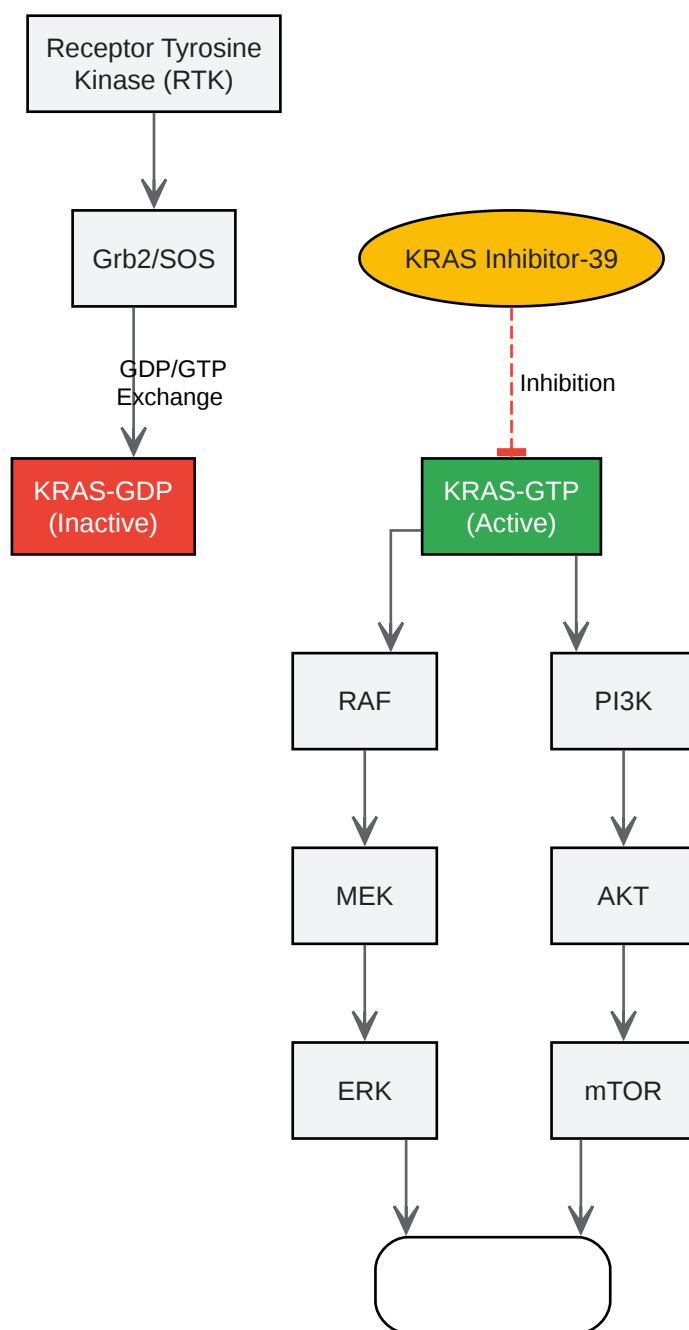 Receptor Tyrosine
Kinase (RTK)
Grb2/SOS
KRAS Inhibitor-39
GDP/GTP
Exchange
Inhibition
KRAS-GDP
(Inactive)
KRAS-GTP
(Active)
RAF
PI3K
MEK
AKT
ERK
mTOR